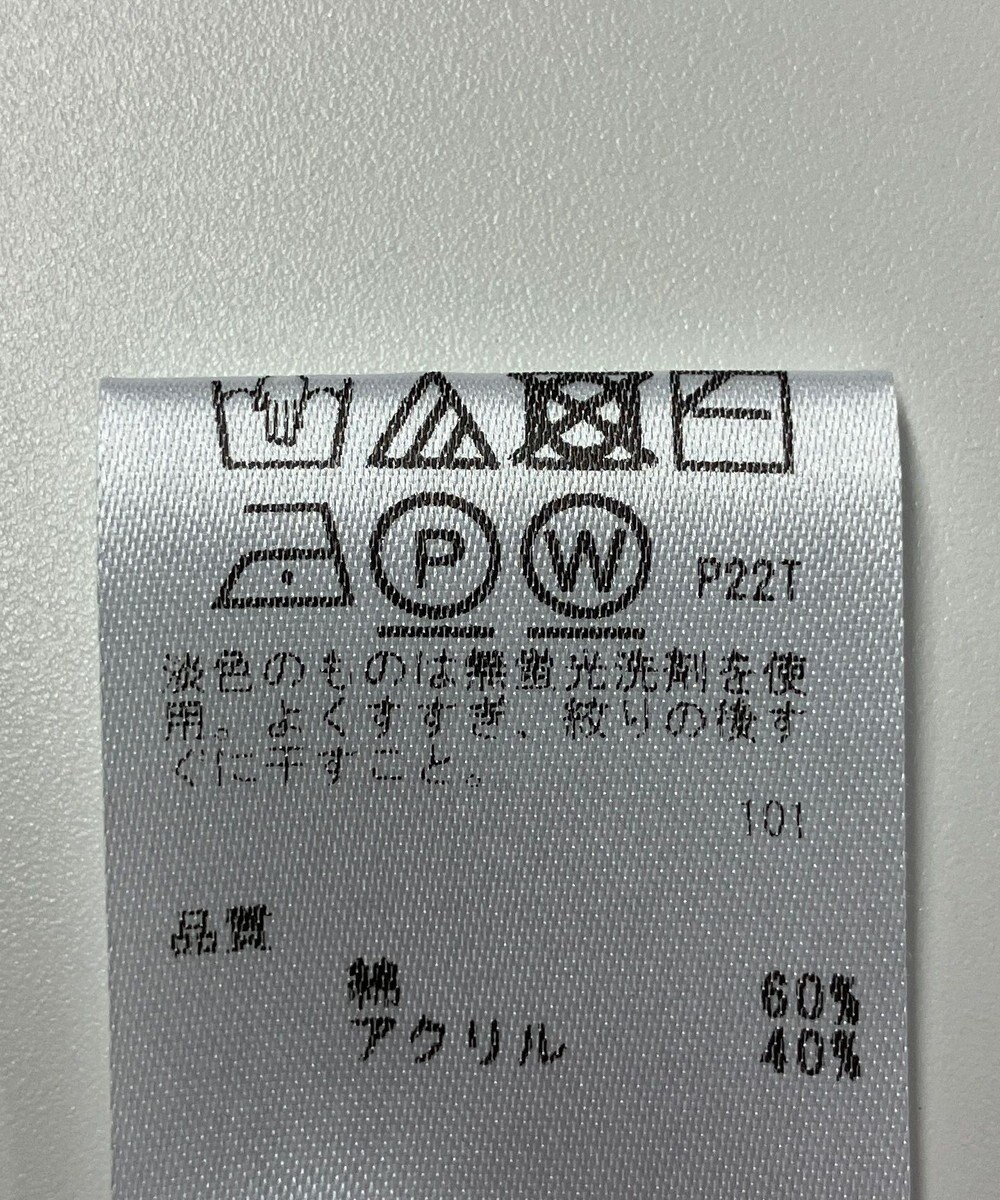 P
W
P22T
淡色のものは無蛍光洗剤を使
用。よくすすぎ、絞りの後す
ぐに干すこと。
101
品質
綿 60%
アクリル 40%